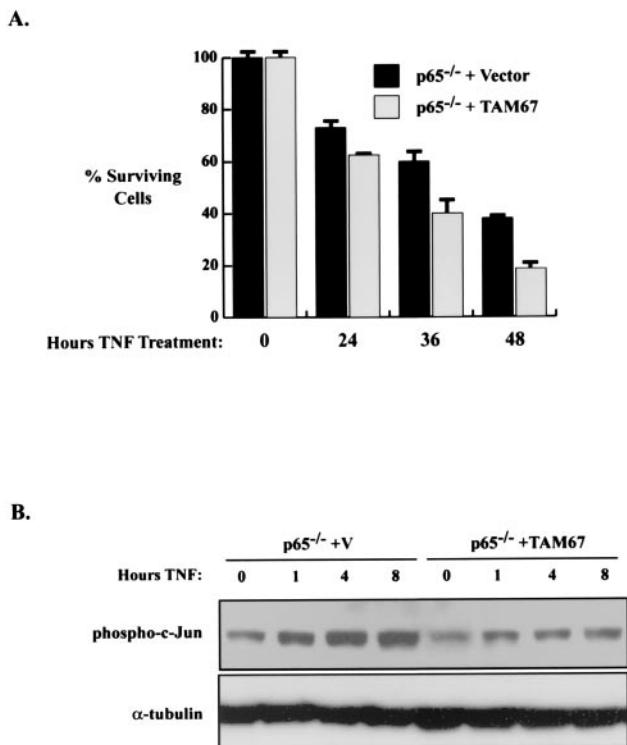 A.
100
80
60
40
20
0
% Surviving
Cells
p65-/- + Vector
p65-/- + TAM67
Hours TNF Treatment: 0 24 36 48
B.
p65-/- +V p65-/- +TAM67
Hours TNF: 0 1 4 8 0 1 4 8
phospho-c-Jun
α-tubulin